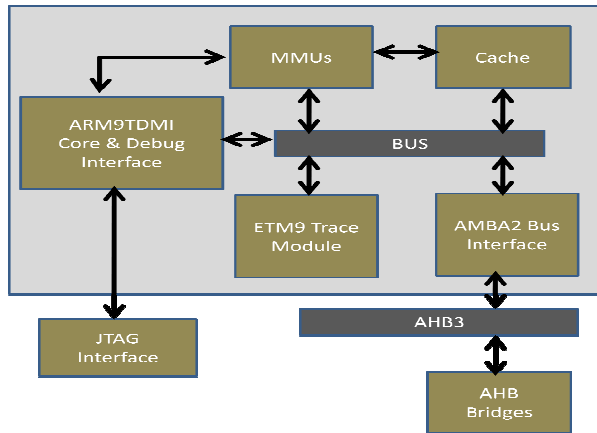 MMUs
Cache
ARM9TDMI
Core & Debug
Interface
BUS
ETM9 Trace
Module
AMBA2 Bus
Interface
AHB3
JTAG
Interface
AHB
Bridges